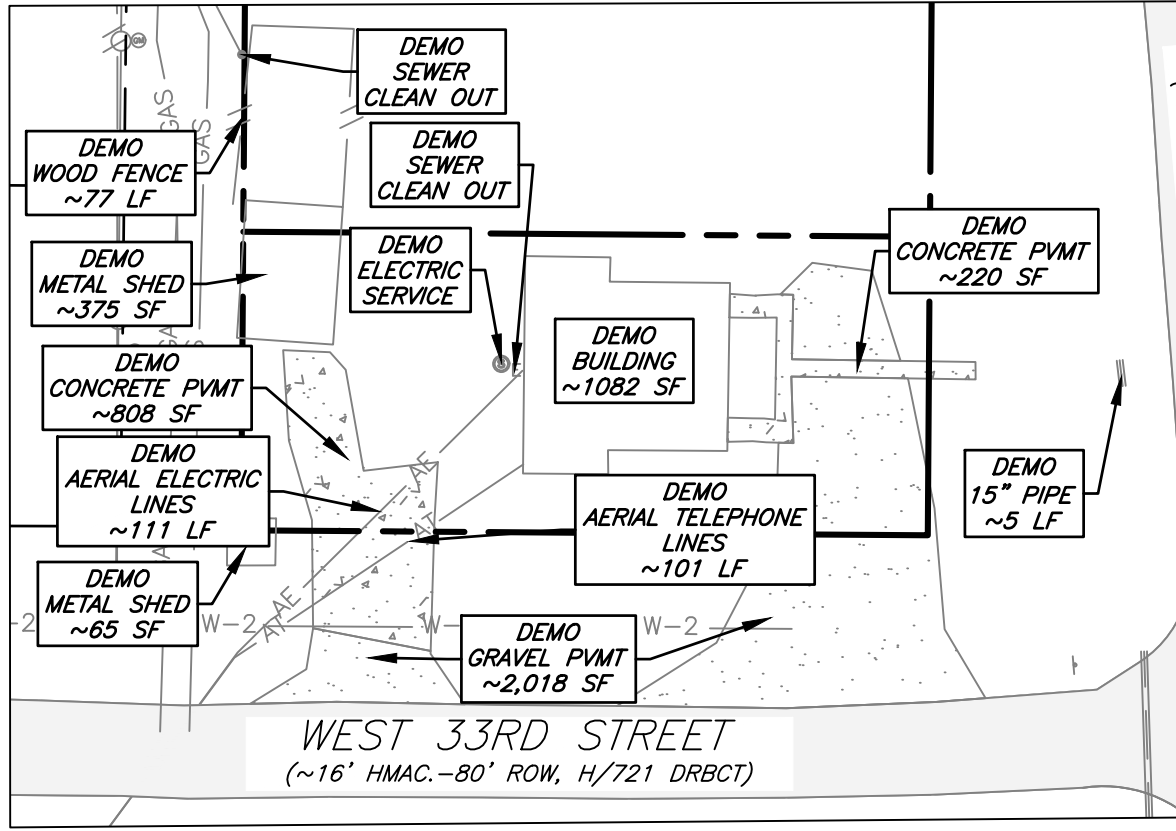 DEMO
SEWER
CLEAN OUT
GM
GAS
GAS
DEMO
SEWER
CLEAN OUT
DEMO
WOOD FENCE
~77 LF
DEMO
CONCRETE PVMT
~220 SF
DEMO
METAL SHED
~375 SF
DEMO
ELECTRIC
SERVICE
DEMO
BUILDING
~1082 SF
DEMO
CONCRETE PVMT
~808 SF
DEMO
AERIAL ELECTRIC
LINES
~111 LF
AE
AT
DEMO
AERIAL TELEPHONE
LINES
~101 LF
DEMO
15" PIPE
~5 LF
DEMO
METAL SHED
~65 SF
AE
AT
-2
W-2
W-
W-2
DEMO
GRAVEL PVMT
~2,018 SF
WEST 33RD STREET
(~16' HMAC.-80' ROW, H/721 DRBCT)